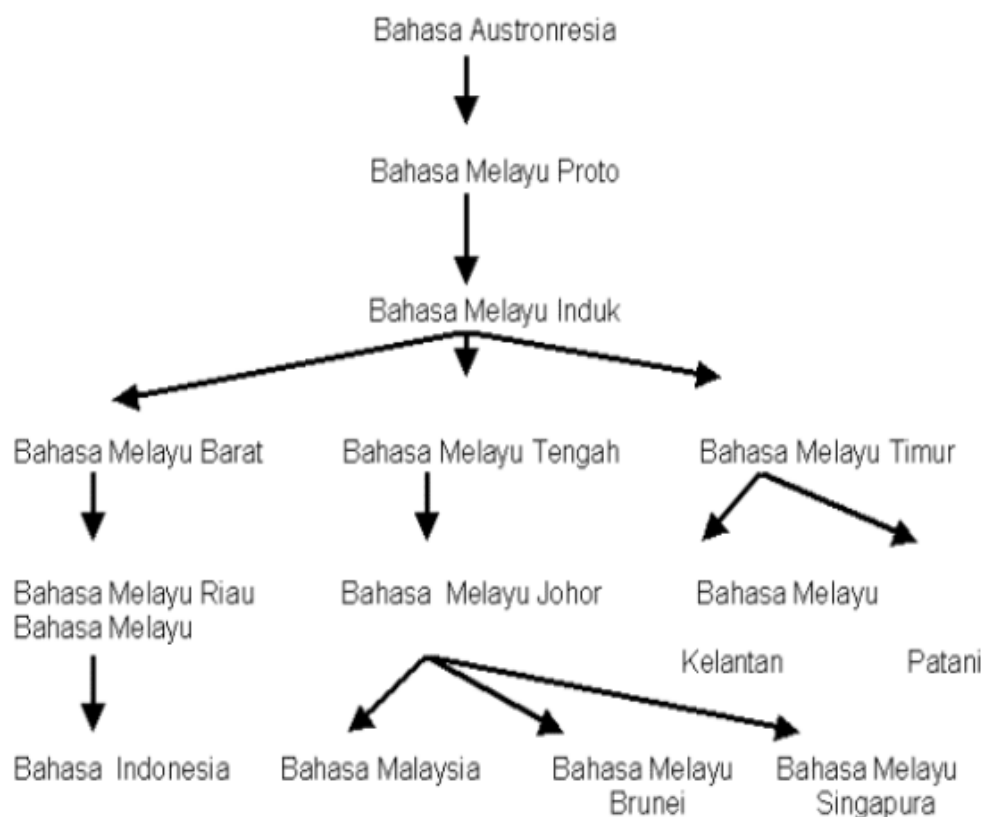 Bahasa Austronresia
Bahasa Melayu Proto
Bahasa Melayu Induk
Bahasa Melayu Barat
Bahasa Melayu Tengah
Bahasa Melayu Timur
Bahasa Melayu Riau
Bahasa Melayu
Bahasa Melayu Johor
Bahasa Melayu
Kelantan
Patani
Bahasa Indonesia
Bahasa Malaysia
Bahasa Melayu
Brunei
Bahasa Melayu
Singapura